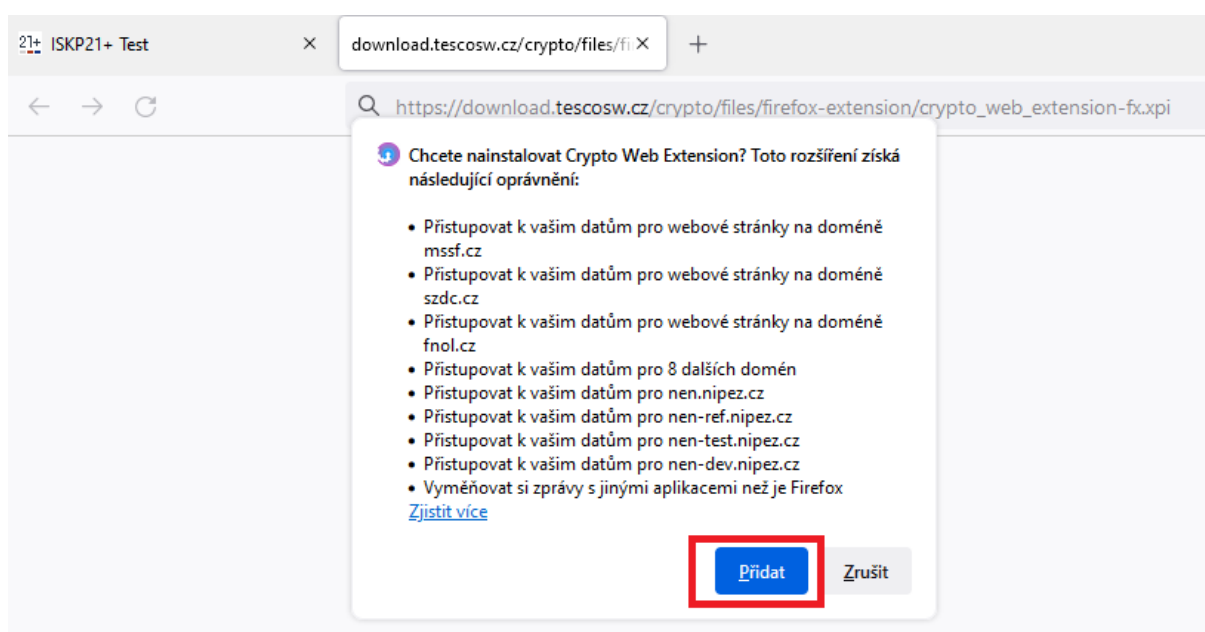 21+ ISKP21+ Test
download.tescosw.cz/crypto/files/fi
https://download.tescosw.cz/crypto/files/firefox-extension/crypto_web_extension-fx.xpi
Chcete nainstalovat Crypto Web Extension? Toto rozšíření získá
následující oprávnění:
• Přistupovat k vašim datům pro webové stránky na doméně
mssf.cz
• Přistupovat k vašim datům pro webové stránky na doméně
szdc.cz
• Přistupovat k vašim datům pro webové stránky na doméně
fnol.cz
• Přistupovat k vašim datům pro 8 dalších domén
• Přistupovat k vašim datům pro nen.nipez.cz
• Přistupovat k vašim datům pro nen-ref.nipez.cz
• Přistupovat k vašim datům pro nen-test.nipez.cz
• Přistupovat k vašim datům pro nen-dev.nipez.cz
• Vyměňovat si zprávy s jinými aplikacemi než je Firefox
Zjistit více
Přidat Zrušit